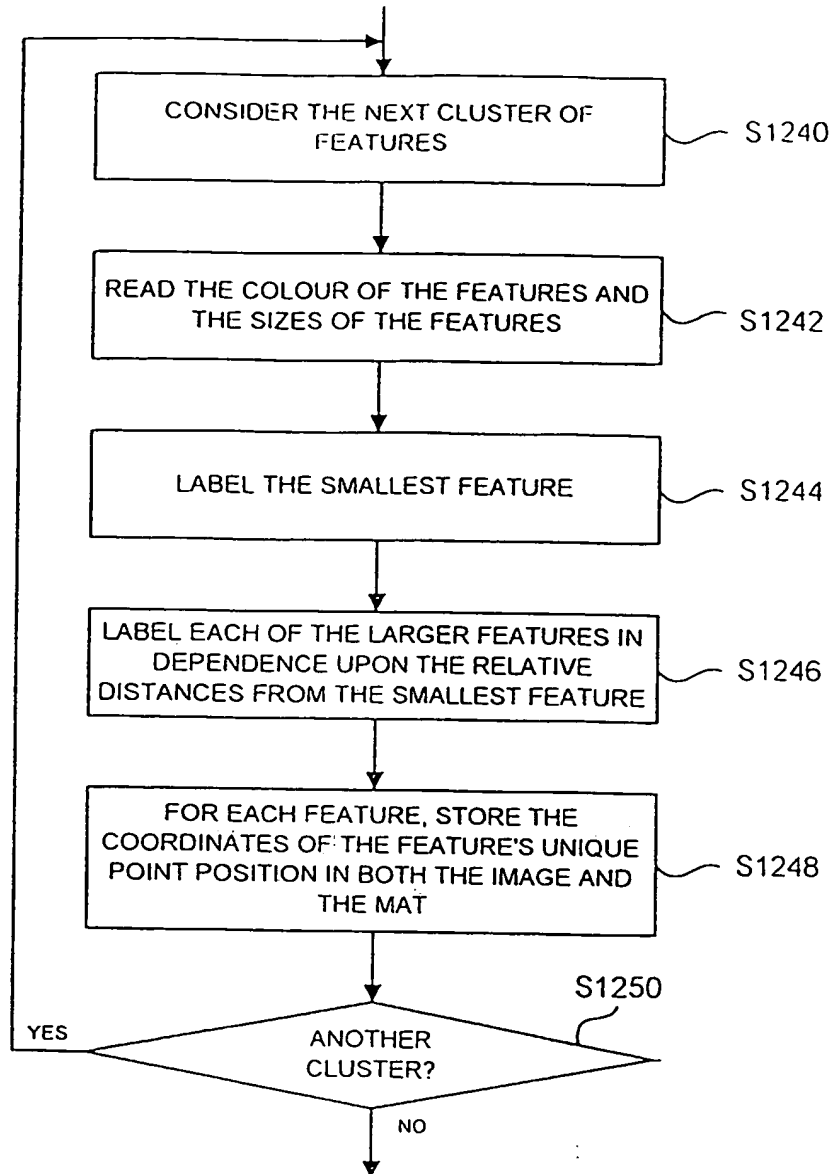 CONSIDER THE NEXT CLUSTER OF
FEATURES
S1240
READ THE COLOUR OF THE FEATURES AND
THE SIZES OF THE FEATURES
S1242
LABEL THE SMALLEST FEATURE
S1244
LABEL EACH OF THE LARGER FEATURES IN
DEPENDENCE UPON THE RELATIVE
DISTANCES FROM THE SMALLEST FEATURE
S1246
FOR EACH FEATURE, STORE THE
COORDINATES OF THE FEATURE'S UNIQUE
POINT POSITION IN BOTH THE IMAGE AND
THE MAT
S1248
S1250
YES
ANOTHER
CLUSTER?
NO